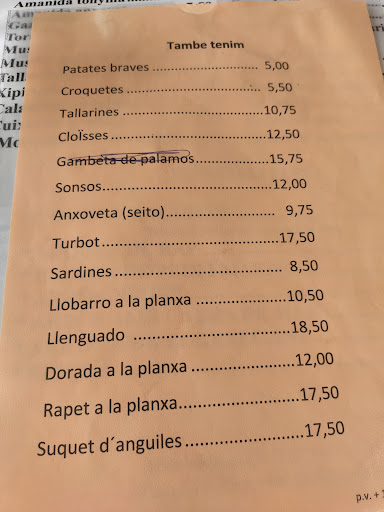 Amanida
Tambe tenim
Patates braves ........................... 5,00
Croquetes ................................. 5,50
Tallarines ...................................10,75
Cloïsses ......................................12,50
Gambeta de palamos..................15,75
Sonsos.........................................12,00
Anxoveta (seito)......................... 9,75
Turbot.........................................17,50
Sardines ...................................... 8,50
Llobarro a la planxa ....................10,50
Llenguado ...................................18,50
Dorada a la planxa ......................12,00
Rapet a la planxa.........................17,50
Suquet d´anguiles .......................17,50
p.v. +